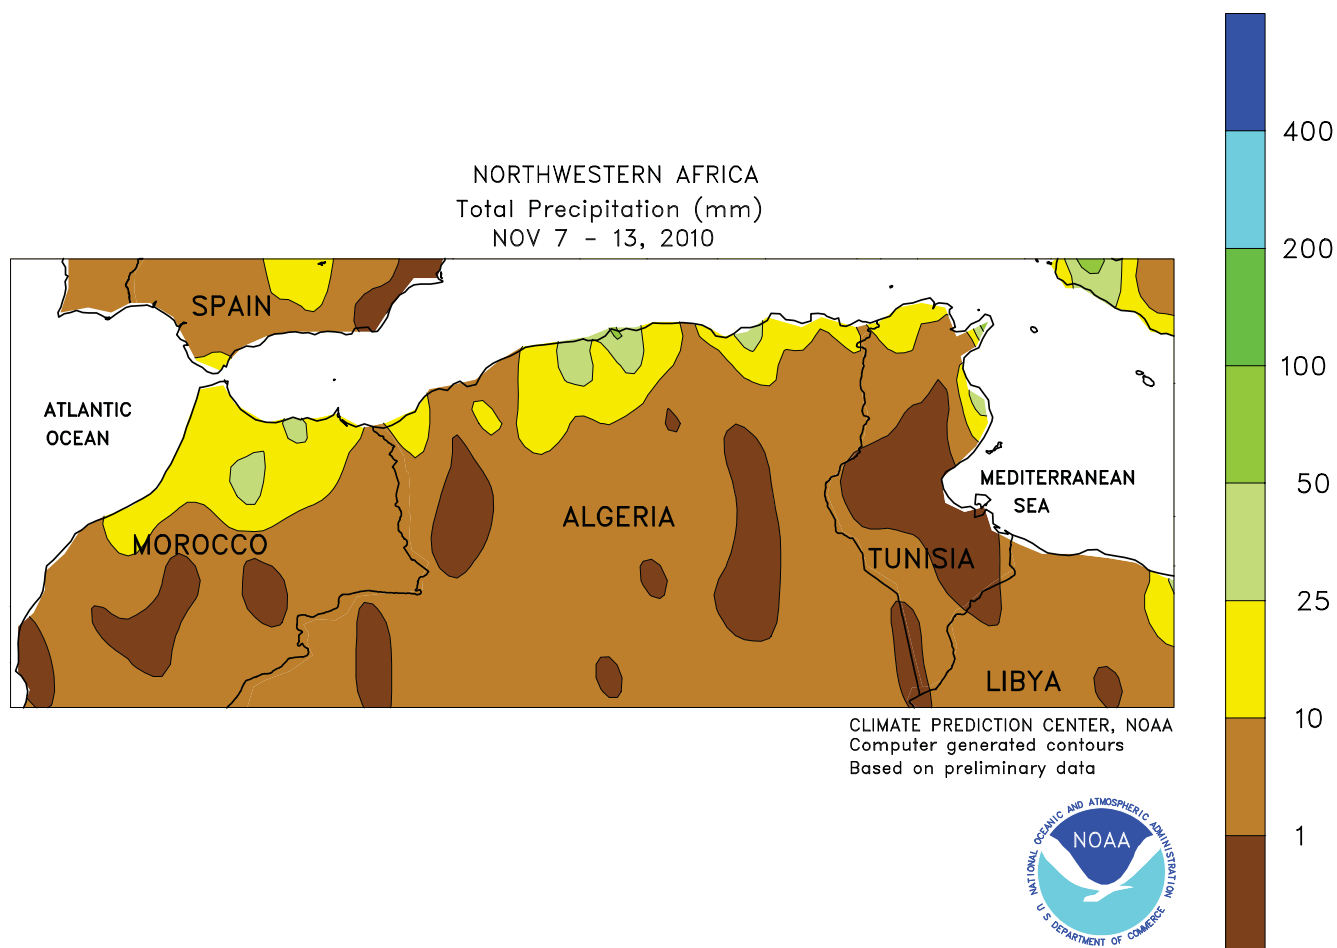 NORTHWESTERN AFRICA
Total Precipitation (mm)
NOV 7 - 13, 2010
SPAIN
ATLANTIC
OCEAN
MEDITERRANEAN
SEA
ALGERIA
MOROCCO
TUNISIA
LIBYA
400
200
100
50
25
10
1
CLIMATE PREDICTION CENTER, NOAA
Computer generated contours
Based on preliminary data
NATIONAL OCEANIC AND ATMOSPHERIC ADMINISTRATION
NOAA
U S DEPARTMENT OF COMMERCE